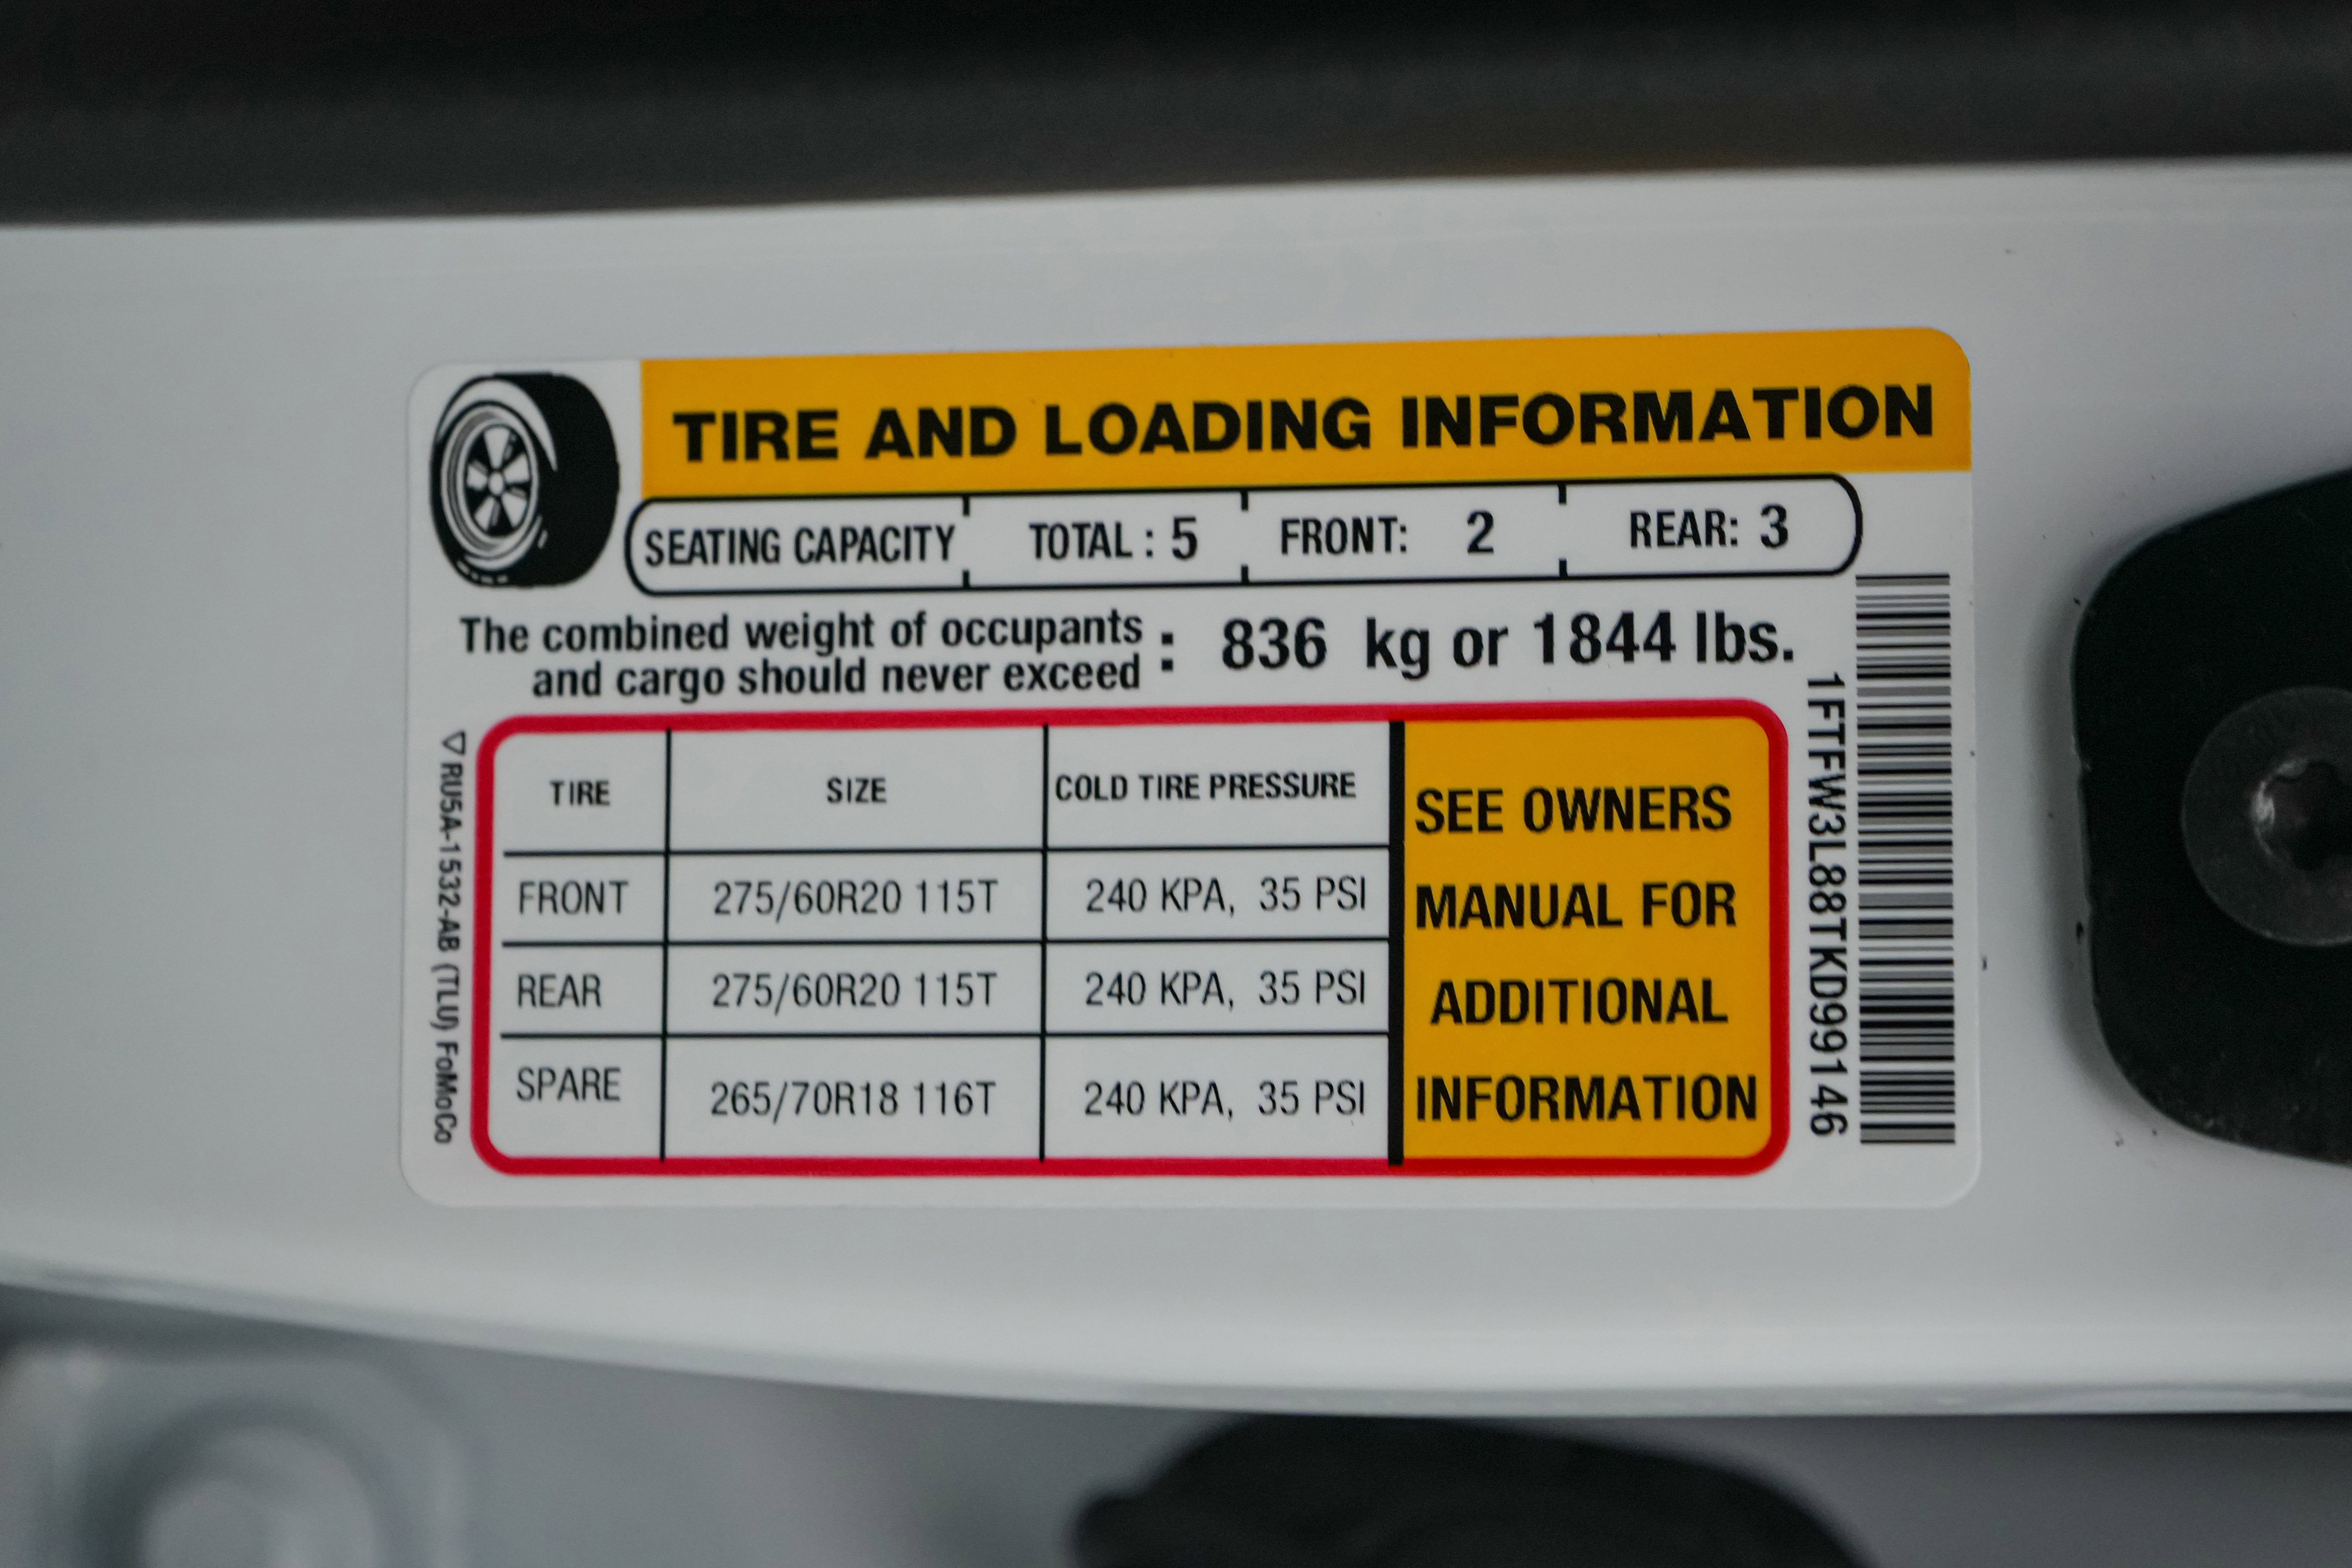 TIRE AND LOADING INFORMATION
SEATING CAPACITY TOTAL : 5 FRONT: 2 REAR: 3
The combined weight of occupants
and cargo should never exceed : 836 kg or 1844 lbs.
TIRE SIZE COLD TIRE PRESSURE
FRONT 275/60R20 115T 240 KPA, 35 PSI
REAR 275/60R20 115T 240 KPA, 35 PSI
SPARE 265/70R18 116T 240 KPA, 35 PSI
SEE OWNERS
MANUAL FOR
ADDITIONAL
INFORMATION
1FTFW3L88TKD99146
RU5A-1532-AB (TLU) FoMoCo